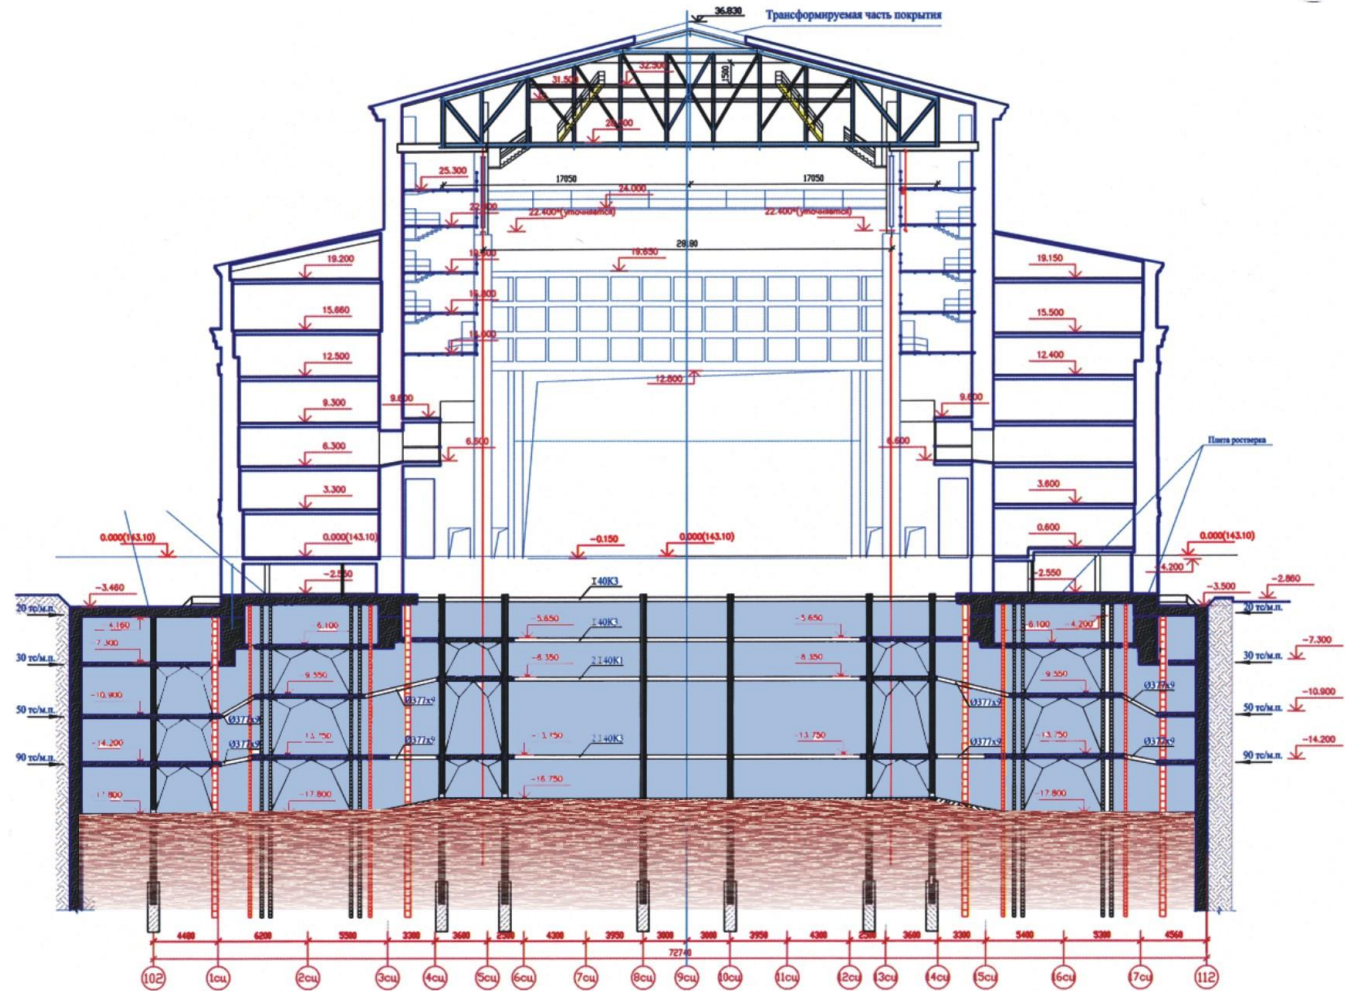 36.830
Трансформируемая часть покрытия
32.500
1500
31.500
25.300
17050
17050
24.000
22.400*(уточняется)
22.400*(уточняется)
28180
19.850
19.200
19.150
15.660
15.500
12.500
12.400
12.800
9.300
9.600
9.600
6.300
6.600
6.600
Плита ростверка
3.300
3.600
0.600
0.000(143.10)
0.000(143.10)
-0.150
0.000(143.10)
0.000(143.10)
-2.550
-2.550
-4.200
-3.460
I40К3
-3.500
-2.860
20 тс/м.п.
20 тс/м.п.
-4.160
-6.100
-5.650
I40К3
-5.650
-6.100
-4.200
-7.300
-7.300
30 тс/м.п.
30 тс/м.п.
-8.350
2I40К1
-8.350
-9.550
-9.550
-10.900
Ø377х9
Ø377х9
Ø377х9
Ø377х9
-10.900
50 тс/м.п.
50 тс/м.п.
-14.200
Ø377х9
-13.750
Ø377х9
-13.750
2I40К3
-13.750
Ø377х9
-13.750
Ø377х9
-14.200
90 тс/м.п.
90 тс/м.п.
-16.750
-17.800
-17.800
-17.800
4400 6200 5500 3300 3600 2500 4300 3950 3000 3000 3950 4300 2500 3600 3300 5400 5300 4560
72740
102 1сц 2сц 3сц 4сц 5сц 6сц 7сц 8сц 9сц 10сц 11сц 12сц 13сц 14сц 15сц 16сц 17сц 112